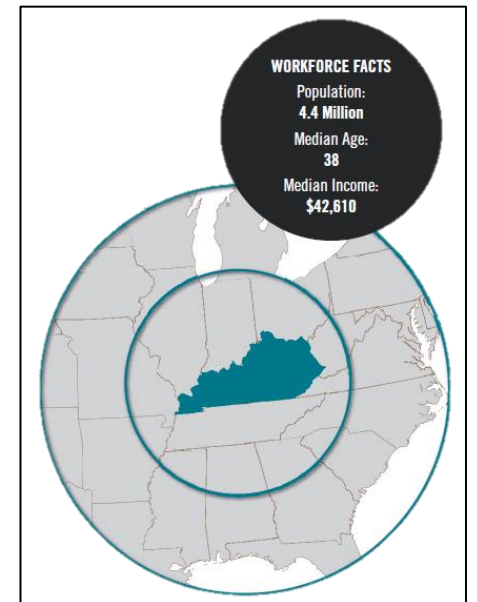 WORKFORCE FACTS
Population:
4.4 Million
Median Age:
38
Median Income:
$42,610